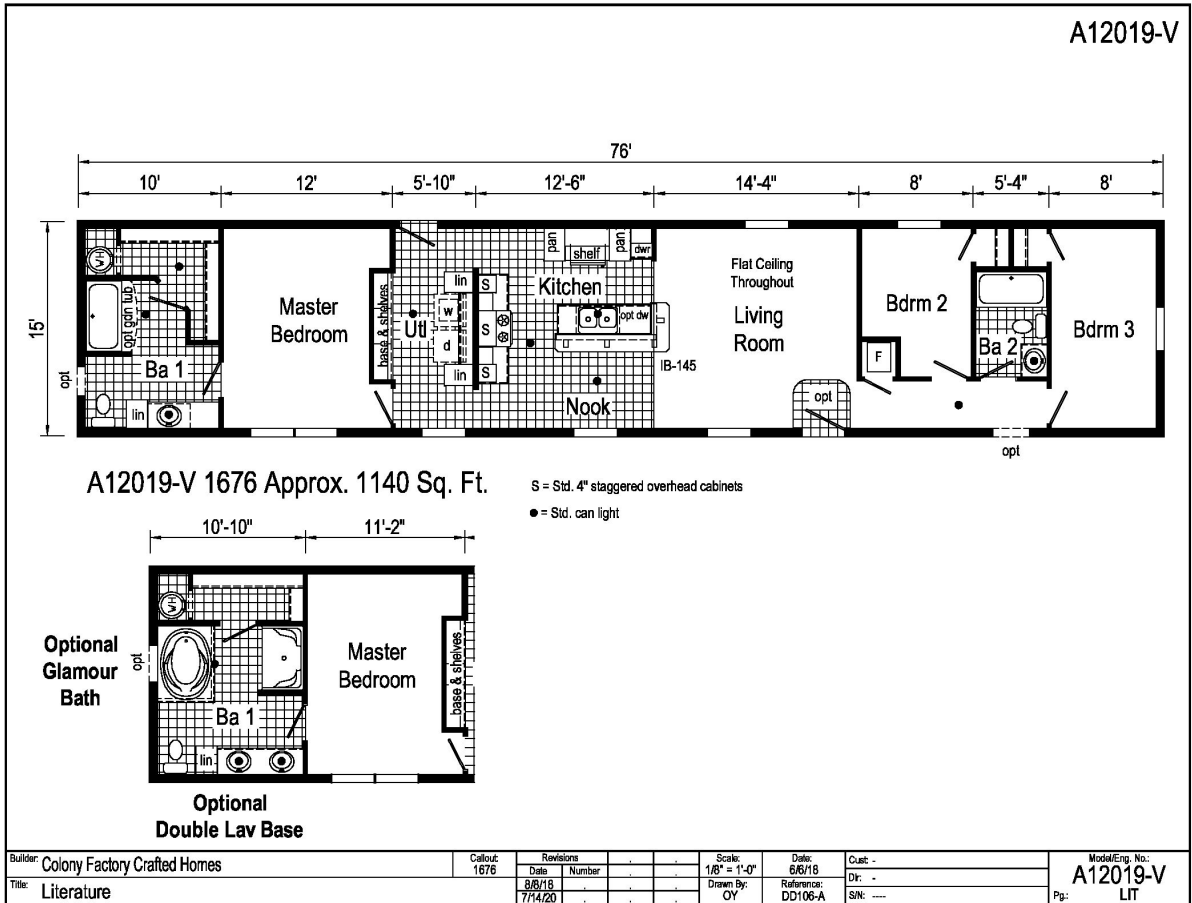 A12019-V
76'
10'
12'
5'-10"
12'-6"
14'-4"
8'
5'-4"
8'
15'
WH
opt gdn tub
Ba 1
opt
lin
Master
Bedroom
base & shelves
Utl
lin
w
d
lin
S
S
S
pan
shelf
pan
dwr
Kitchen
opt dw
IB-145
Nook
Flat Ceiling
Throughout
Living
Room
opt
Bdrm 2
F
Ba 2
Bdrm 3
opt
A12019-V 1676 Approx. 1140 Sq. Ft.
S = Std. 4" staggered overhead cabinets
● = Std. can light
10'-10"
11'-2"
WH
Optional
Glamour
Bath
opt
Ba 1
lin
Master
Bedroom
base & shelves
Optional
Double Lav Base
Builder: Colony Factory Crafted Homes
Title: Literature
Callout:
1676
Revisions
Date Number
8/8/18
7/14/20
Scale:
1/8" = 1'-0"
Drawn By:
OY
Date:
6/6/18
Reference:
DD106-A
Cust: -
Dir: -
S/N: ----
Model/Eng. No.:
A12019-V
Pg.: LIT